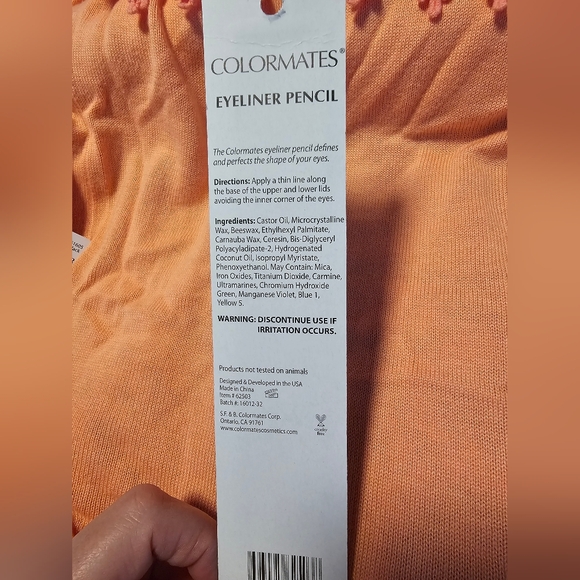 COLORMATES®
EYELINER PENCIL
The Colormates eyeliner pencil defines
and perfects the shape of your eyes.
Directions: Apply a thin line along
the base of the upper and lower lids
avoiding the inner corner of the eyes.
Ingredients: Castor Oil, Microcrystalline
Wax, Beeswax, Ethylhexyl Palmitate,
Carnauba Wax, Ceresin, Bis-Diglyceryl
Polyacyladipate-2, Hydrogenated
Coconut Oil, isopropyl Myristate,
Phenoxyethanol. May Contain: Mica,
Iron Oxides, Titanium Dioxide, Carmine,
Ultramarines, Chromium Hydroxide
Green, Manganese Violet, Blue 1,
Yellow 5.
WARNING: DISCONTINUE USE IF
IRRITATION OCCURS.
Products not tested on animals
Designed & Developed in the USA
Made in China
Item # 62503
Batch #: 16012-32
S.F. & B. Colormates Corp.
Ontario, CA 91761
www.colormatescosmetics.com